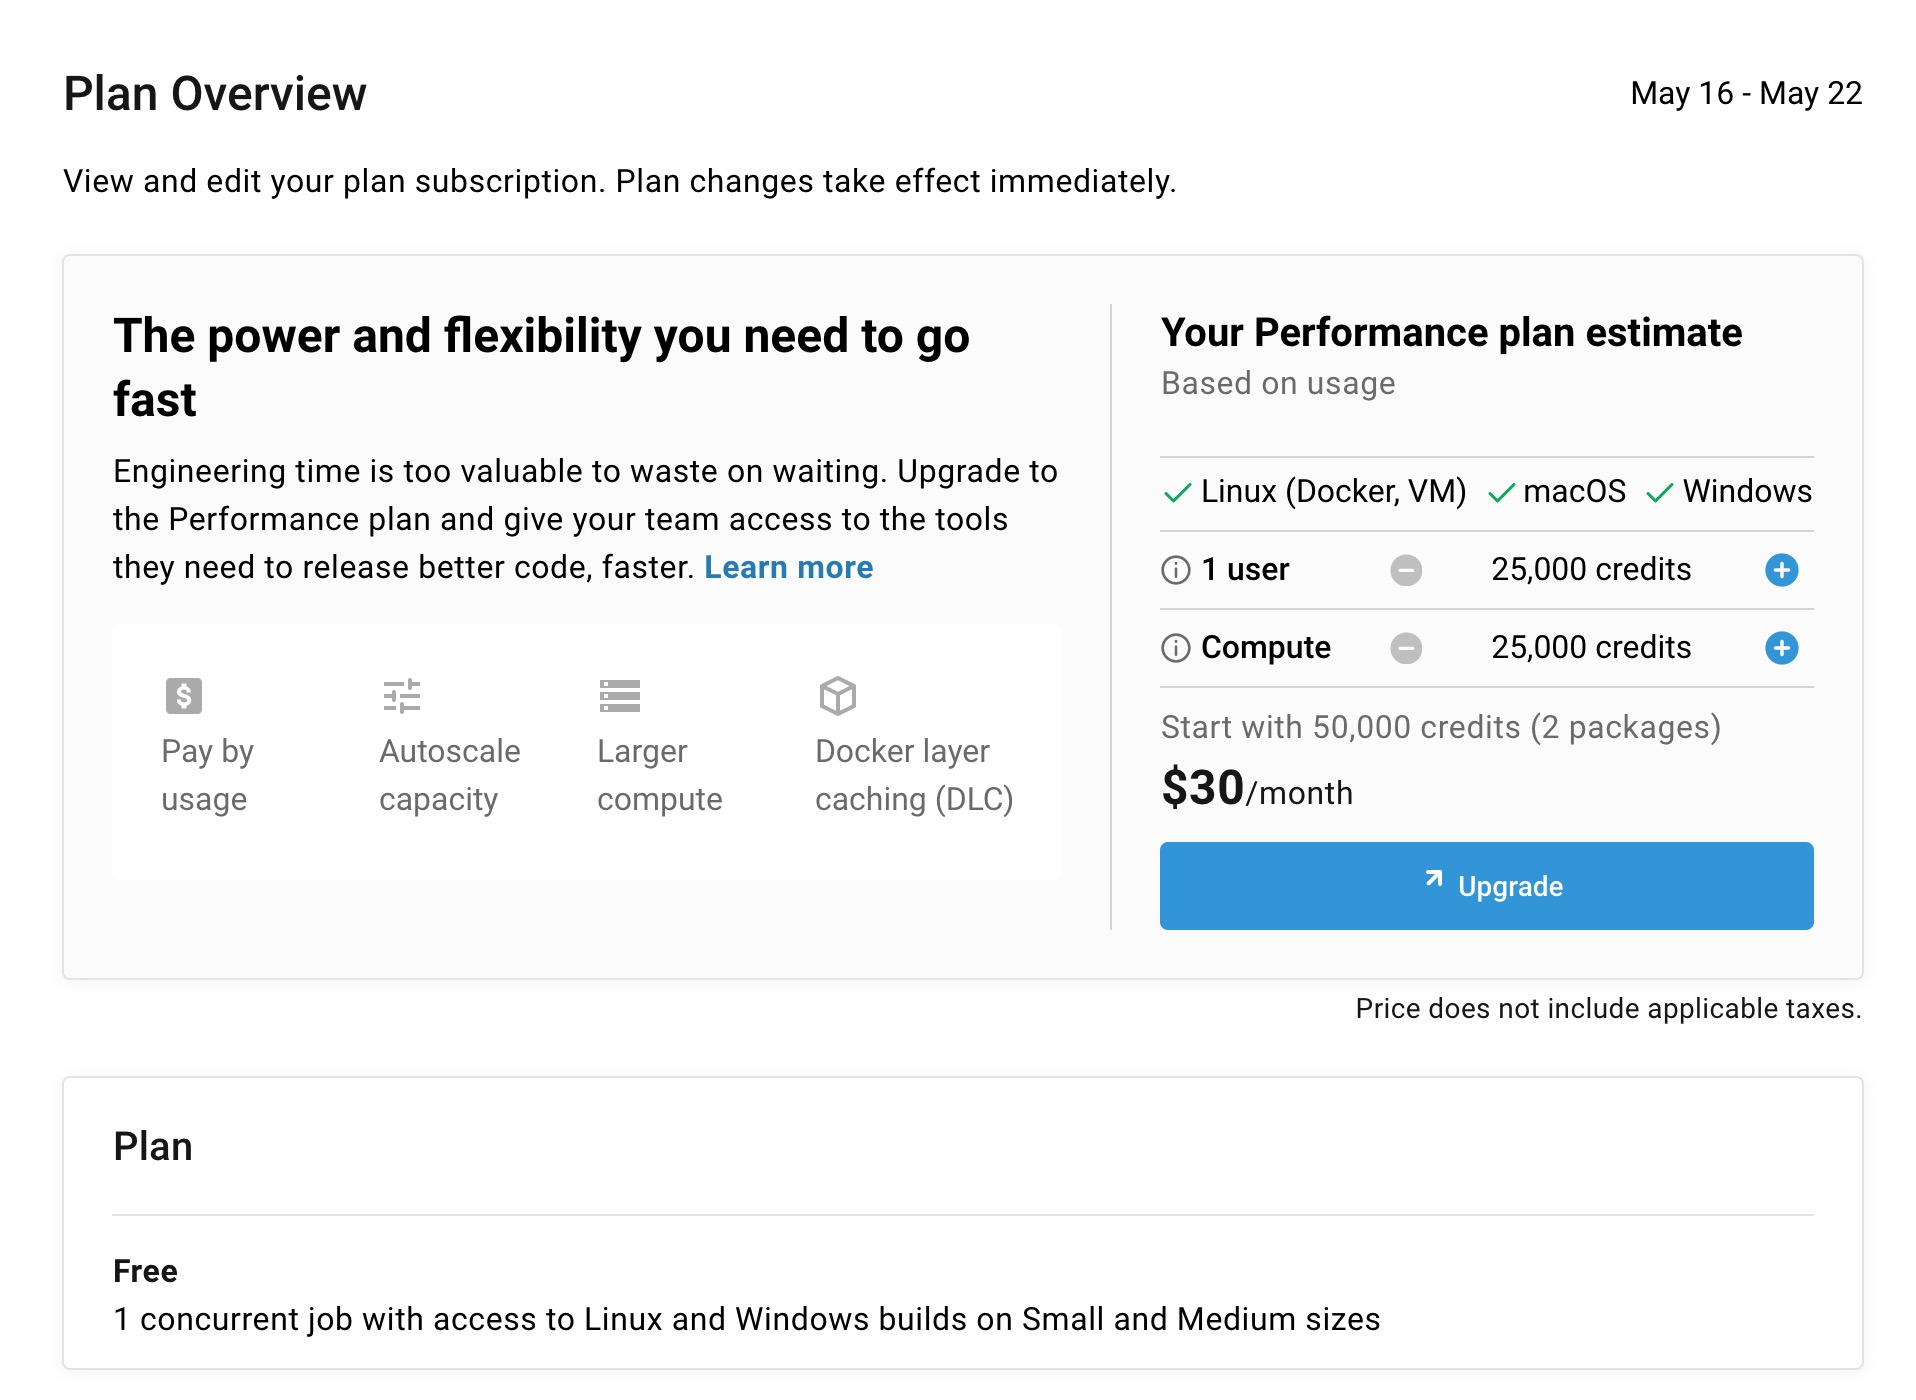 Plan Overview
May 16 - May 22
View and edit your plan subscription. Plan changes take effect immediately.
The power and flexibility you need to go
fast
Engineering time is too valuable to waste on waiting. Upgrade to
the Performance plan and give your team access to the tools
they need to release better code, faster. Learn more
Pay by
usage
Autoscale
capacity
Larger
compute
Docker layer
caching (DLC)
Your Performance plan estimate
Based on usage
Linux (Docker, VM) macOS Windows
1 user 25,000 credits
Compute 25,000 credits
Start with 50,000 credits (2 packages)
$30/month
Upgrade
Price does not include applicable taxes.
Plan
Free
1 concurrent job with access to Linux and Windows builds on Small and Medium sizes